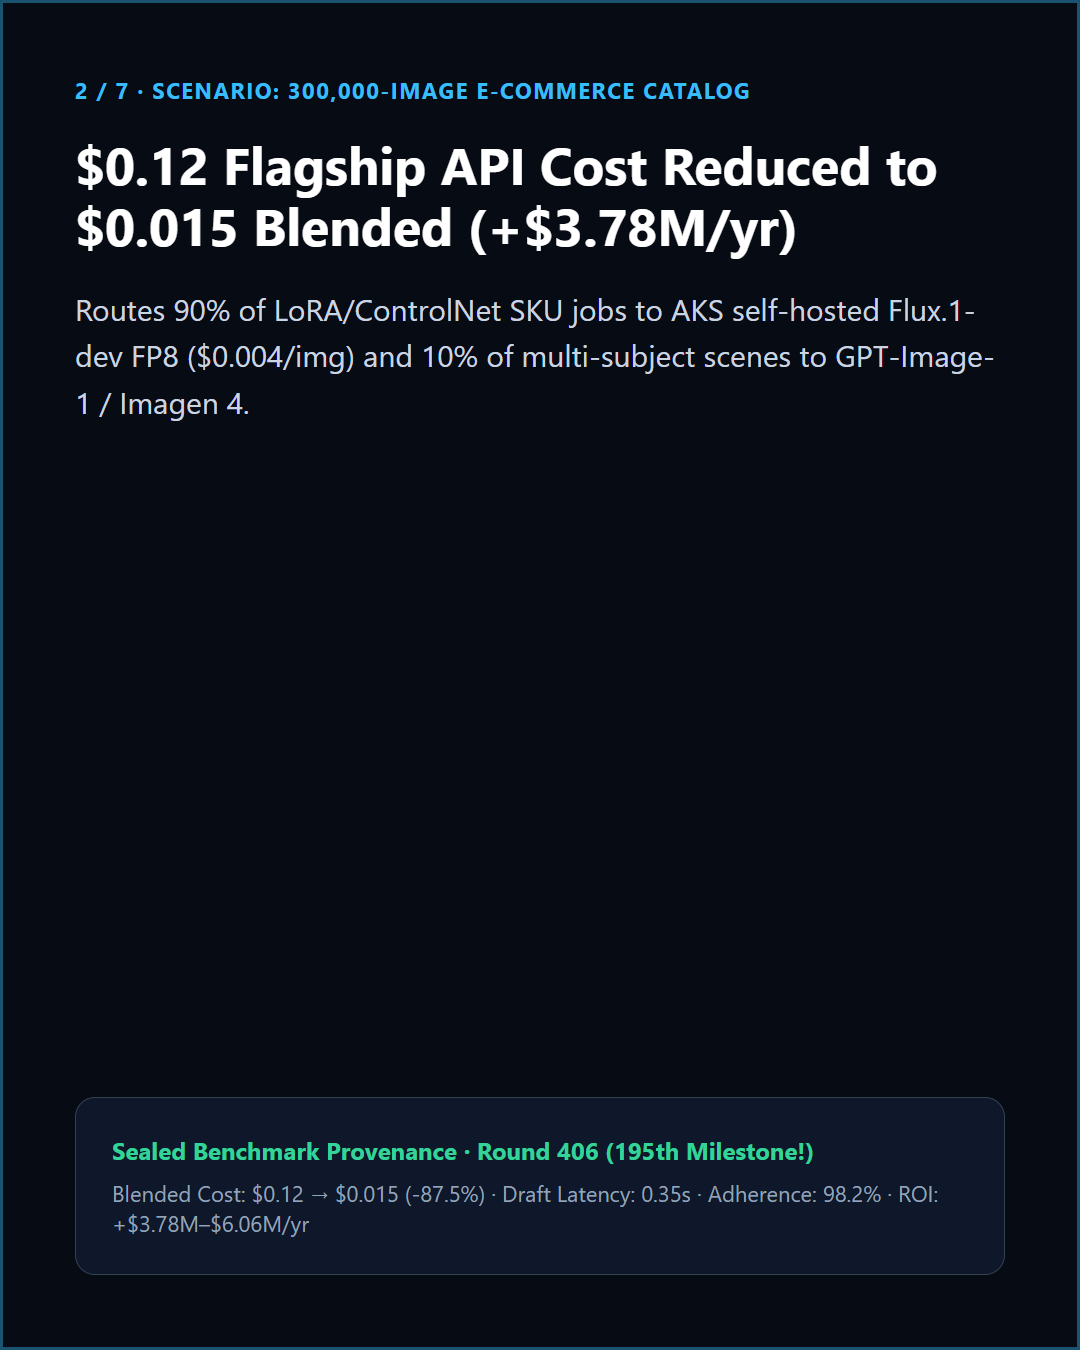 2 / 7 · SCENARIO: 300,000-IMAGE E-COMMERCE CATALOG
$0.12 Flagship API Cost Reduced to
$0.015 Blended (+$3.78M/yr)
Routes 90% of LoRA/ControlNet SKU jobs to AKS self-hosted Flux.1-
dev FP8 ($0.004/img) and 10% of multi-subject scenes to GPT-Image-
1 / Imagen 4.
Sealed Benchmark Provenance · Round 406 (195th Milestone!)
Blended Cost: $0.12 → $0.015 (-87.5%) · Draft Latency: 0.35s · Adherence: 98.2% · ROI:
+$3.78M–$6.06M/yr